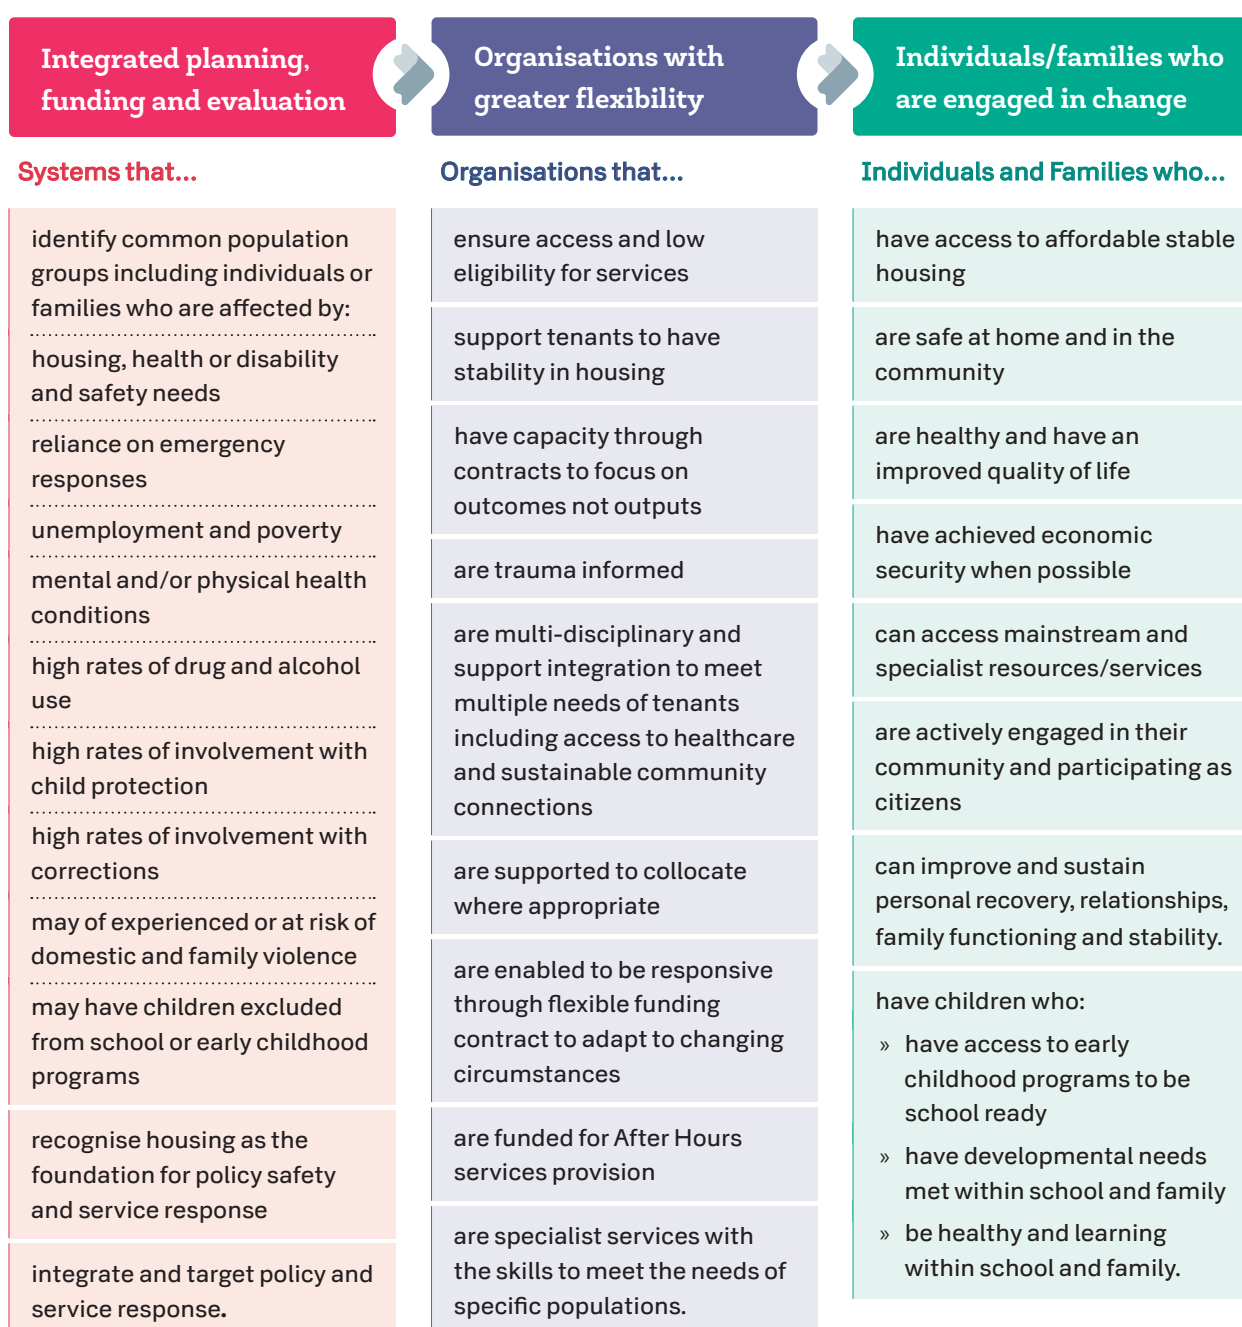 Integrated planning,
funding and evaluation
Systems that...
identify common population
groups including individuals or
families who are affected by:
housing, health or disability
and safety needs
reliance on emergency
responses
unemployment and poverty
mental and/or physical health
conditions
high rates of drug and alcohol
use
high rates of involvement with
child protection
high rates of involvement with
corrections
may of experienced or at risk of
domestic and family violence
may have children excluded
from school or early childhood
programs
recognise housing as the
foundation for policy safety
and service response
integrate and target policy and
service response.
Organisations with
greater flexibility
Organisations that...
ensure access and low
eligibility for services
support tenants to have
stability in housing
have capacity through
contracts to focus on
outcomes not outputs
are trauma informed
are multi-disciplinary and
support integration to meet
multiple needs of tenants
including access to healthcare
and sustainable community
connections
are supported to collocate
where appropriate
are enabled to be responsive
through flexible funding
contract to adapt to changing
circumstances
are funded for After Hours
services provision
are specialist services with
the skills to meet the needs of
specific populations.
Individuals/families who
are engaged in change
Individuals and Families who...
have access to affordable stable
housing
are safe at home and in the
community
are healthy and have an
improved quality of life
have achieved economic
security when possible
can access mainstream and
specialist resources/services
are actively engaged in their
community and participating as
citizens
can improve and sustain
personal recovery, relationships,
family functioning and stability.
have children who:
» have access to early
childhood programs to be
school ready
» have developmental needs
met within school and family
» be healthy and learning
within school and family.